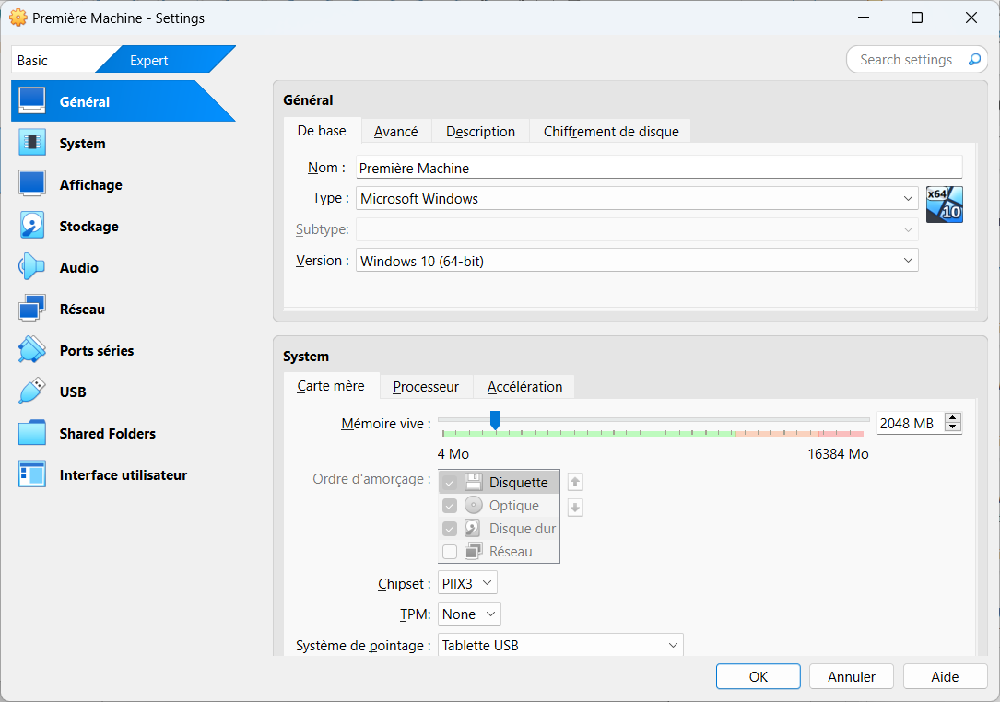 Première Machine - Settings
Basic Expert Search settings
Général
System
Affichage
Stockage
Audio
Réseau
Ports séries
USB
Shared Folders
Interface utilisateur
Général
De base Avancé Description Chiffrement de disque
Nom : Première Machine
Type : Microsoft Windows x64 10
Subtype:
Version : Windows 10 (64-bit)
System
Carte mère Processeur Accélération
Mémoire vive : 2048 MB
4 Mo 16384 Mo
Ordre d'amorçage : Disquette
Optique
Disque dur
Réseau
Chipset : PIIX3
TPM: None
Système de pointage : Tablette USB
OK Annuler Aide